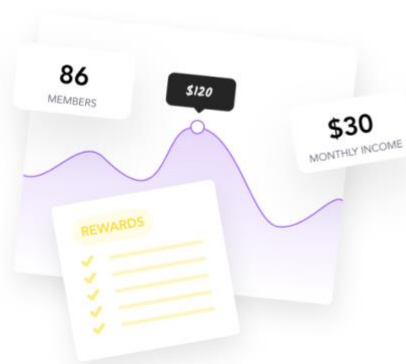 86
MEMBERS
$120
$30
MONTHLY INCOME
REWARDS